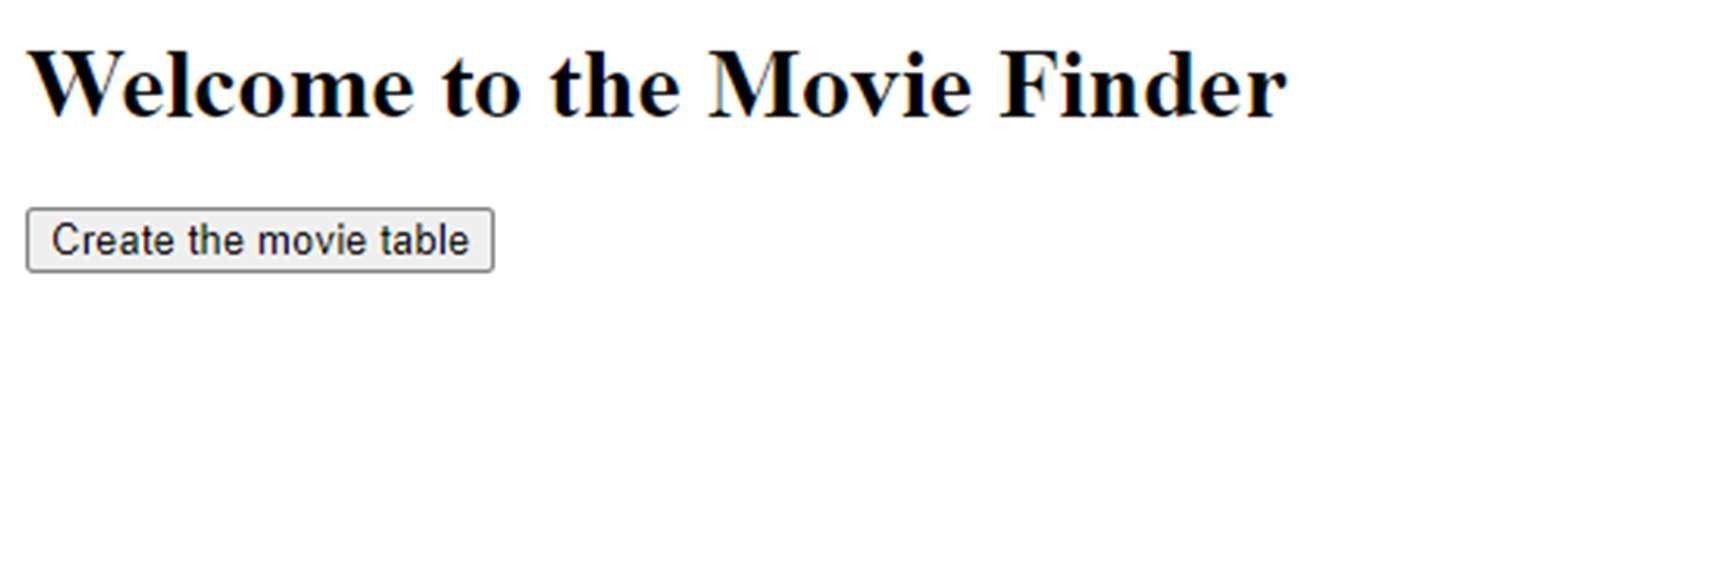 Welcome to the Movie Finder
Create the movie table